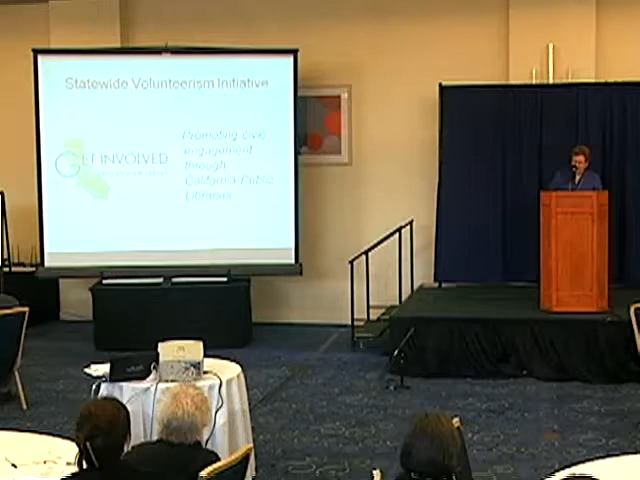 Statewide Volunteerism Initiative
GET INVOLVED
Promoting civic
engagement
through
California Public
Libraries